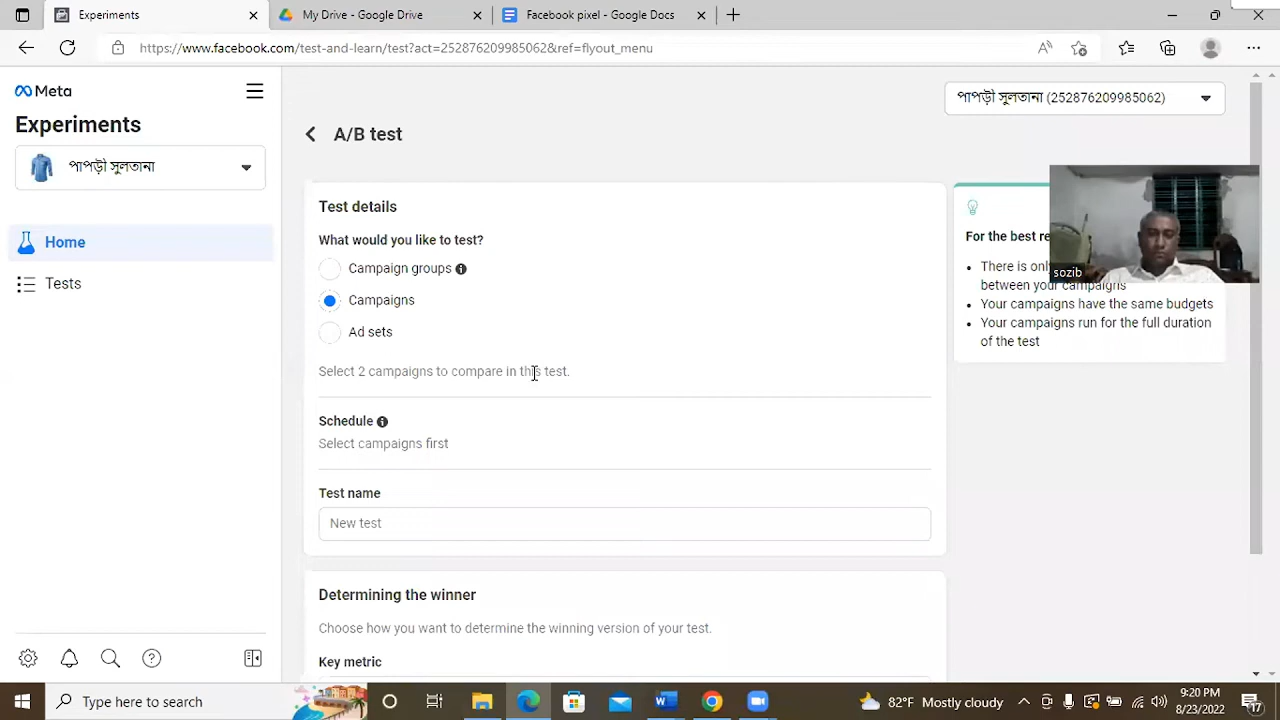 Experiments
My Drive - Google Drive
Facebook pixel - Google Docs
https://www.facebook.com/test-and-learn/test?act=252876209985062&ref=flyout_menu
Meta
Experiments
পাপড়ী সুলতানা
Home
Tests
পাপড়ী সুলতানা (252876209985062)
A/B test
Test details
What would you like to test?
Campaign groups
Campaigns
Ad sets
Select 2 campaigns to compare in this test.
Schedule
Select campaigns first
Test name
New test
Determining the winner
Choose how you want to determine the winning version of your test.
Key metric
For the best re
There is only
between your campaigns
Your campaigns have the same budgets
Your campaigns run for the full duration
of the test
sozib
Type here to search
82°F Mostly cloudy
9:20 PM
8/23/2022
17